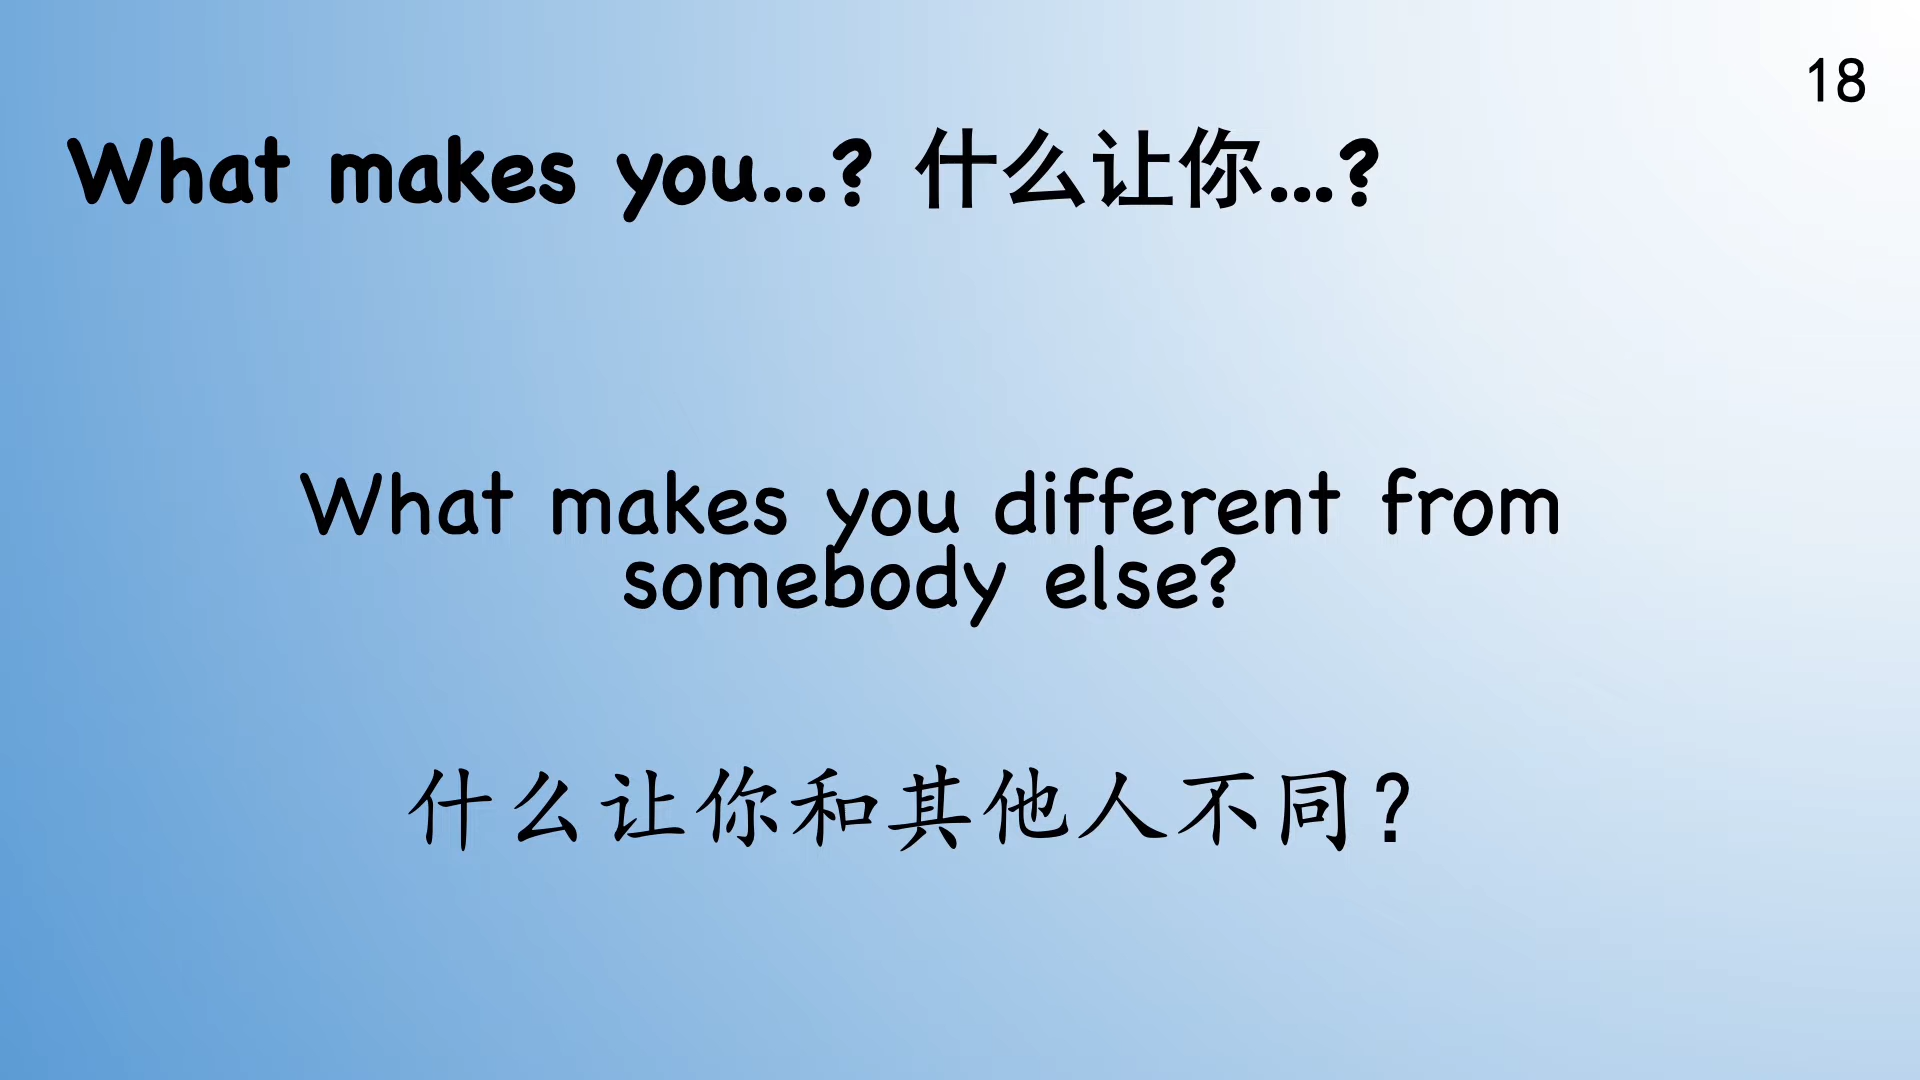 18
What makes you...? 什么让你...?
What makes you different from
somebody else?
什么让你和其他人不同？